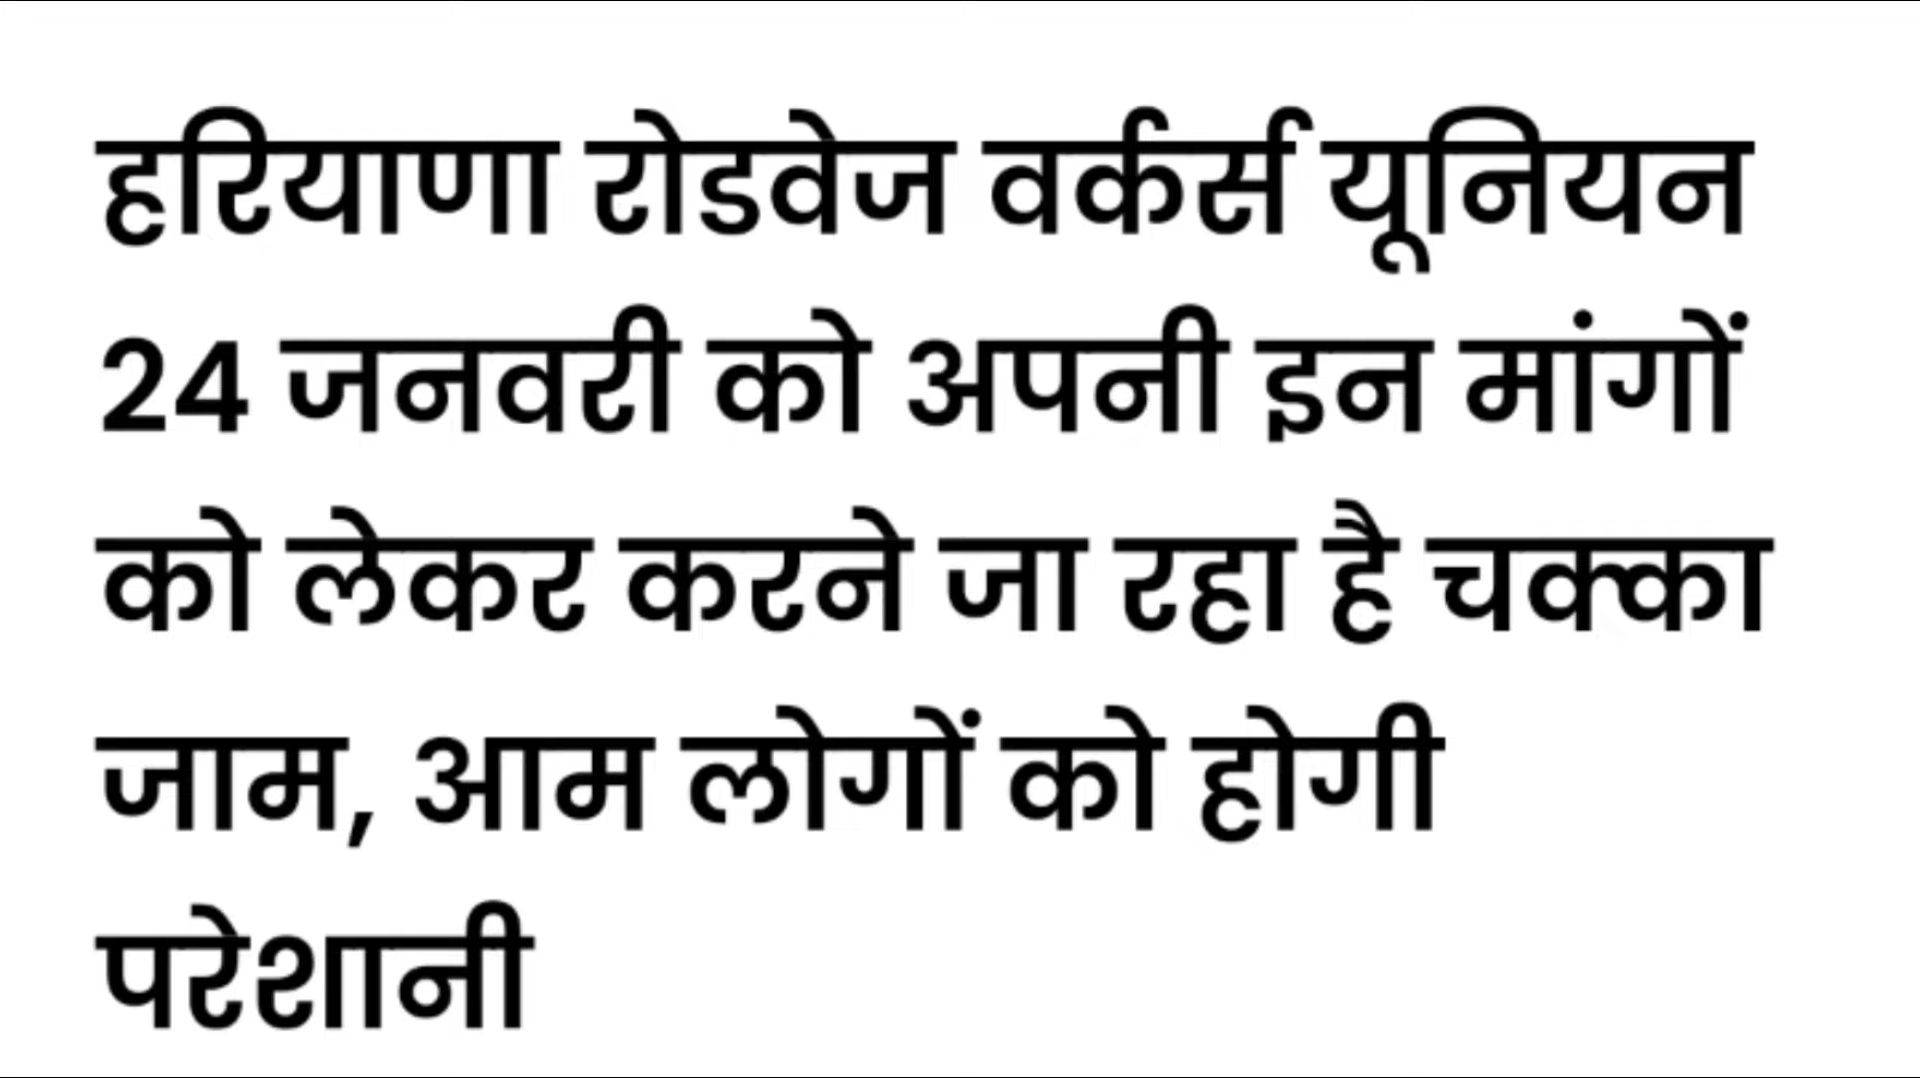 हरियाणा रोडवेज वर्कर्स यूनियन
24 जनवरी को अपनी इन मांगों
को लेकर करने जा रहा है चक्का
जाम, आम लोगों को होगी
परेशानी